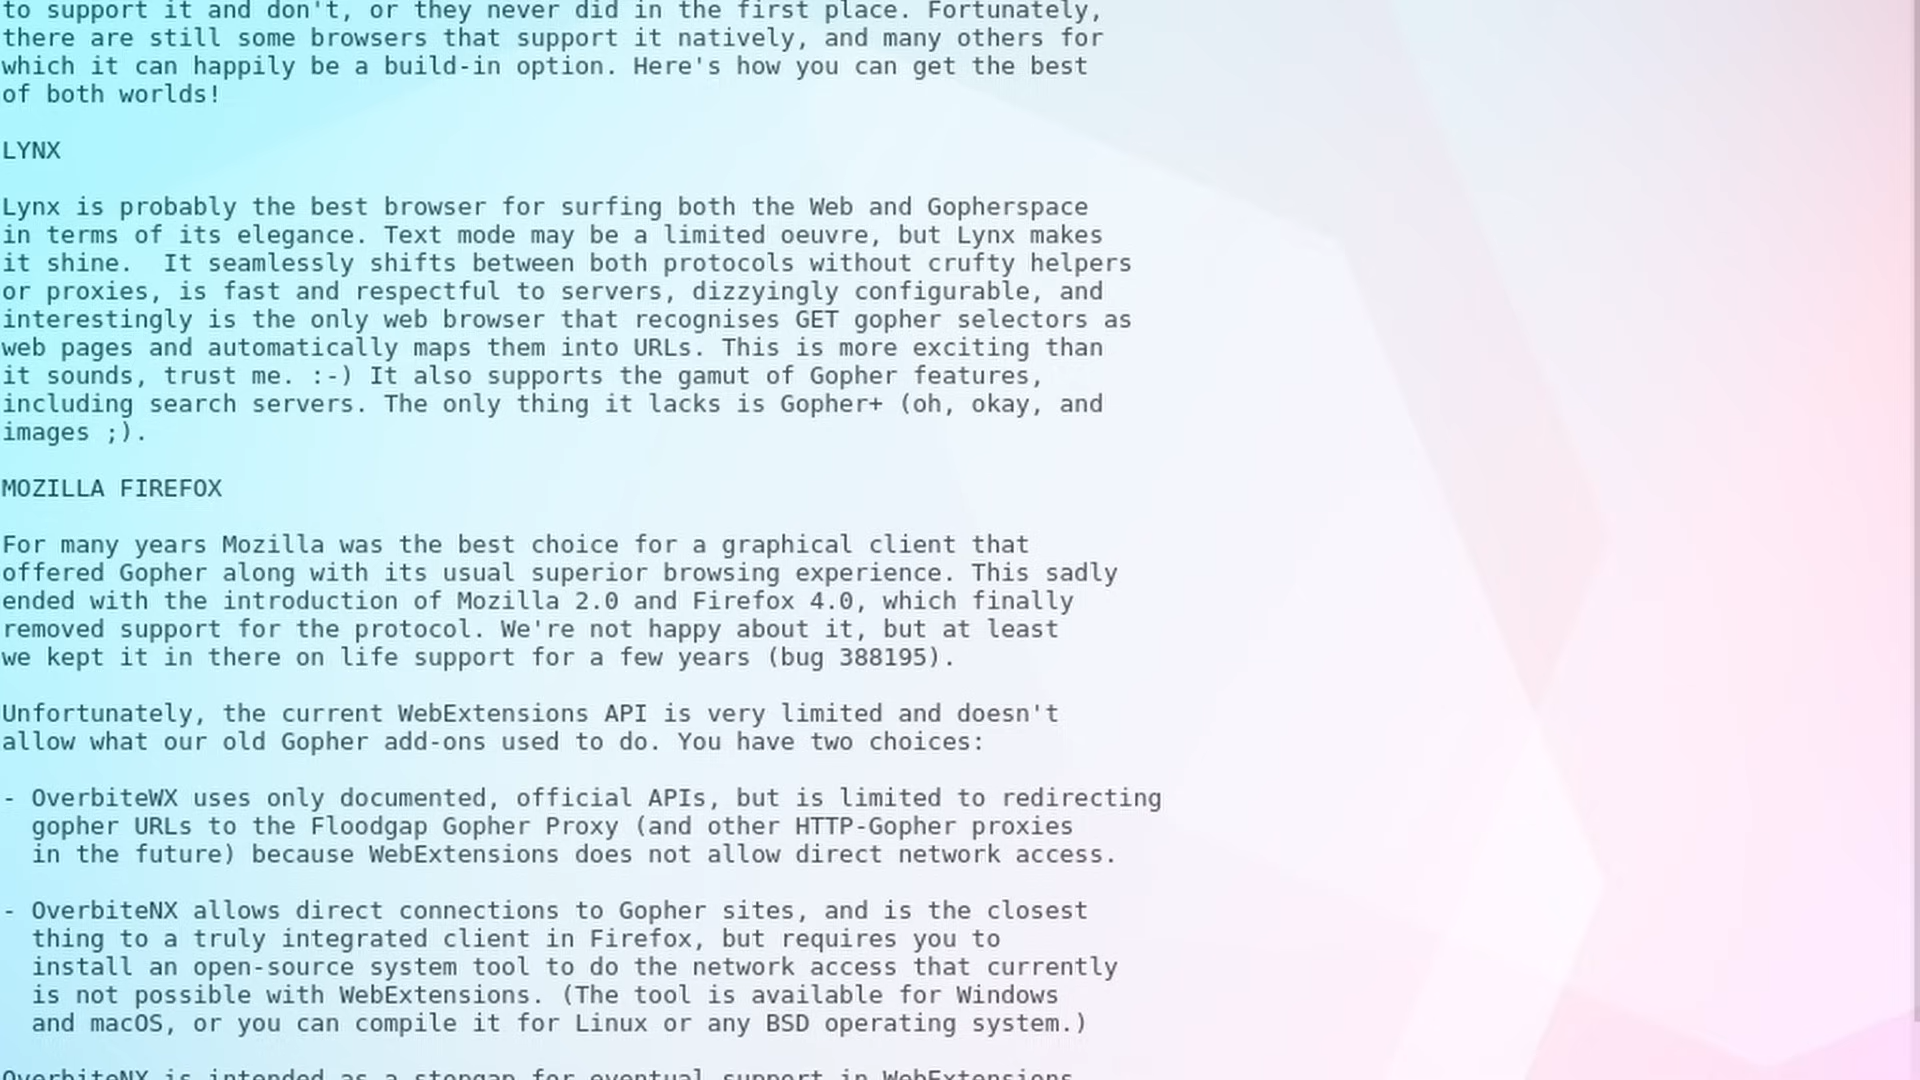 to support it and don't, or they never did in the first place. Fortunately,
there are still some browsers that support it natively, and many others for
which it can happily be a build-in option. Here's how you can get the best
of both worlds!
LYNX
Lynx is probably the best browser for surfing both the Web and Gopherspace
in terms of its elegance. Text mode may be a limited oeuvre, but Lynx makes
it shine.  It seamlessly shifts between both protocols without crufty helpers
or proxies, is fast and respectful to servers, dizzyingly configurable, and
interestingly is the only web browser that recognises GET gopher selectors as
web pages and automatically maps them into URLs. This is more exciting than
it sounds, trust me. :-) It also supports the gamut of Gopher features,
including search servers. The only thing it lacks is Gopher+ (oh, okay, and
images ;).
MOZILLA FIREFOX
For many years Mozilla was the best choice for a graphical client that
offered Gopher along with its usual superior browsing experience. This sadly
ended with the introduction of Mozilla 2.0 and Firefox 4.0, which finally
removed support for the protocol. We're not happy about it, but at least
we kept it in there on life support for a few years (bug 388195).
Unfortunately, the current WebExtensions API is very limited and doesn't
allow what our old Gopher add-ons used to do. You have two choices:
- OverbiteWX uses only documented, official APIs, but is limited to redirecting
  gopher URLs to the Floodgap Gopher Proxy (and other HTTP-Gopher proxies
  in the future) because WebExtensions does not allow direct network access.
- OverbiteNX allows direct connections to Gopher sites, and is the closest
  thing to a truly integrated client in Firefox, but requires you to
  install an open-source system tool to do the network access that currently
  is not possible with WebExtensions. (The tool is available for Windows
  and macOS, or you can compile it for Linux or any BSD operating system.)
OverbiteNX is intended as a stopgap for eventual support in WebExtensions